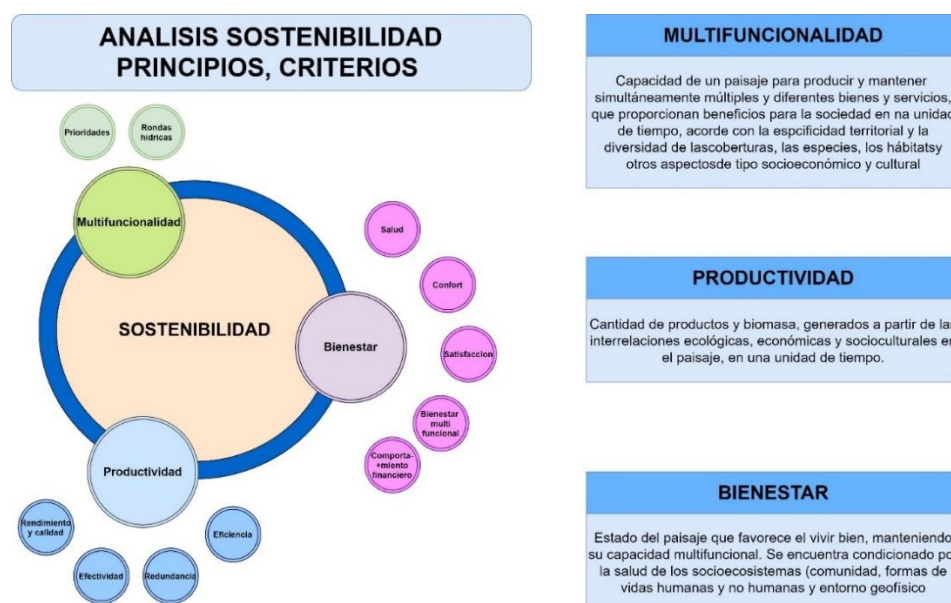 ANALISIS SOSTENIBILIDAD
PRINCIPIOS, CRITERIOS
Prioridades
Rondas
hidricas
Multifuncionalidad
Salud
Confort
SOSTENIBILIDAD
Bienestar
Satisfaccion
Bienestar
multi
funcional
Comporta-
+miento
financiero
Productividad
Rendimiento
y calidad
Eficiencia
Efectividad
Redundancia
MULTIFUNCIONALIDAD
Capacidad de un paisaje para producir y mantener
simultáneamente múltiples y diferentes bienes y servicios,
que proporcionan beneficios para la sociedad en na unidad
de tiempo, acorde con la espcificidad territorial y la
diversidad de lascoberturas, las especies, los hábitatsy
otros aspectosde tipo socioeconómico y cultural
PRODUCTIVIDAD
Cantidad de productos y biomasa, generados a partir de
interrelaciones ecológicas, económicas y socioculturales
el paisaje, en una unidad de tiempo.
BIENESTAR
Estado del paisaje que favorece el vivir bien, manteniendo
su capacidad multifuncional. Se encuentra condicionado
la salud de los socioecosistemas (comunidad, formas de
vidas humanas y no humanas y entorno geofísico